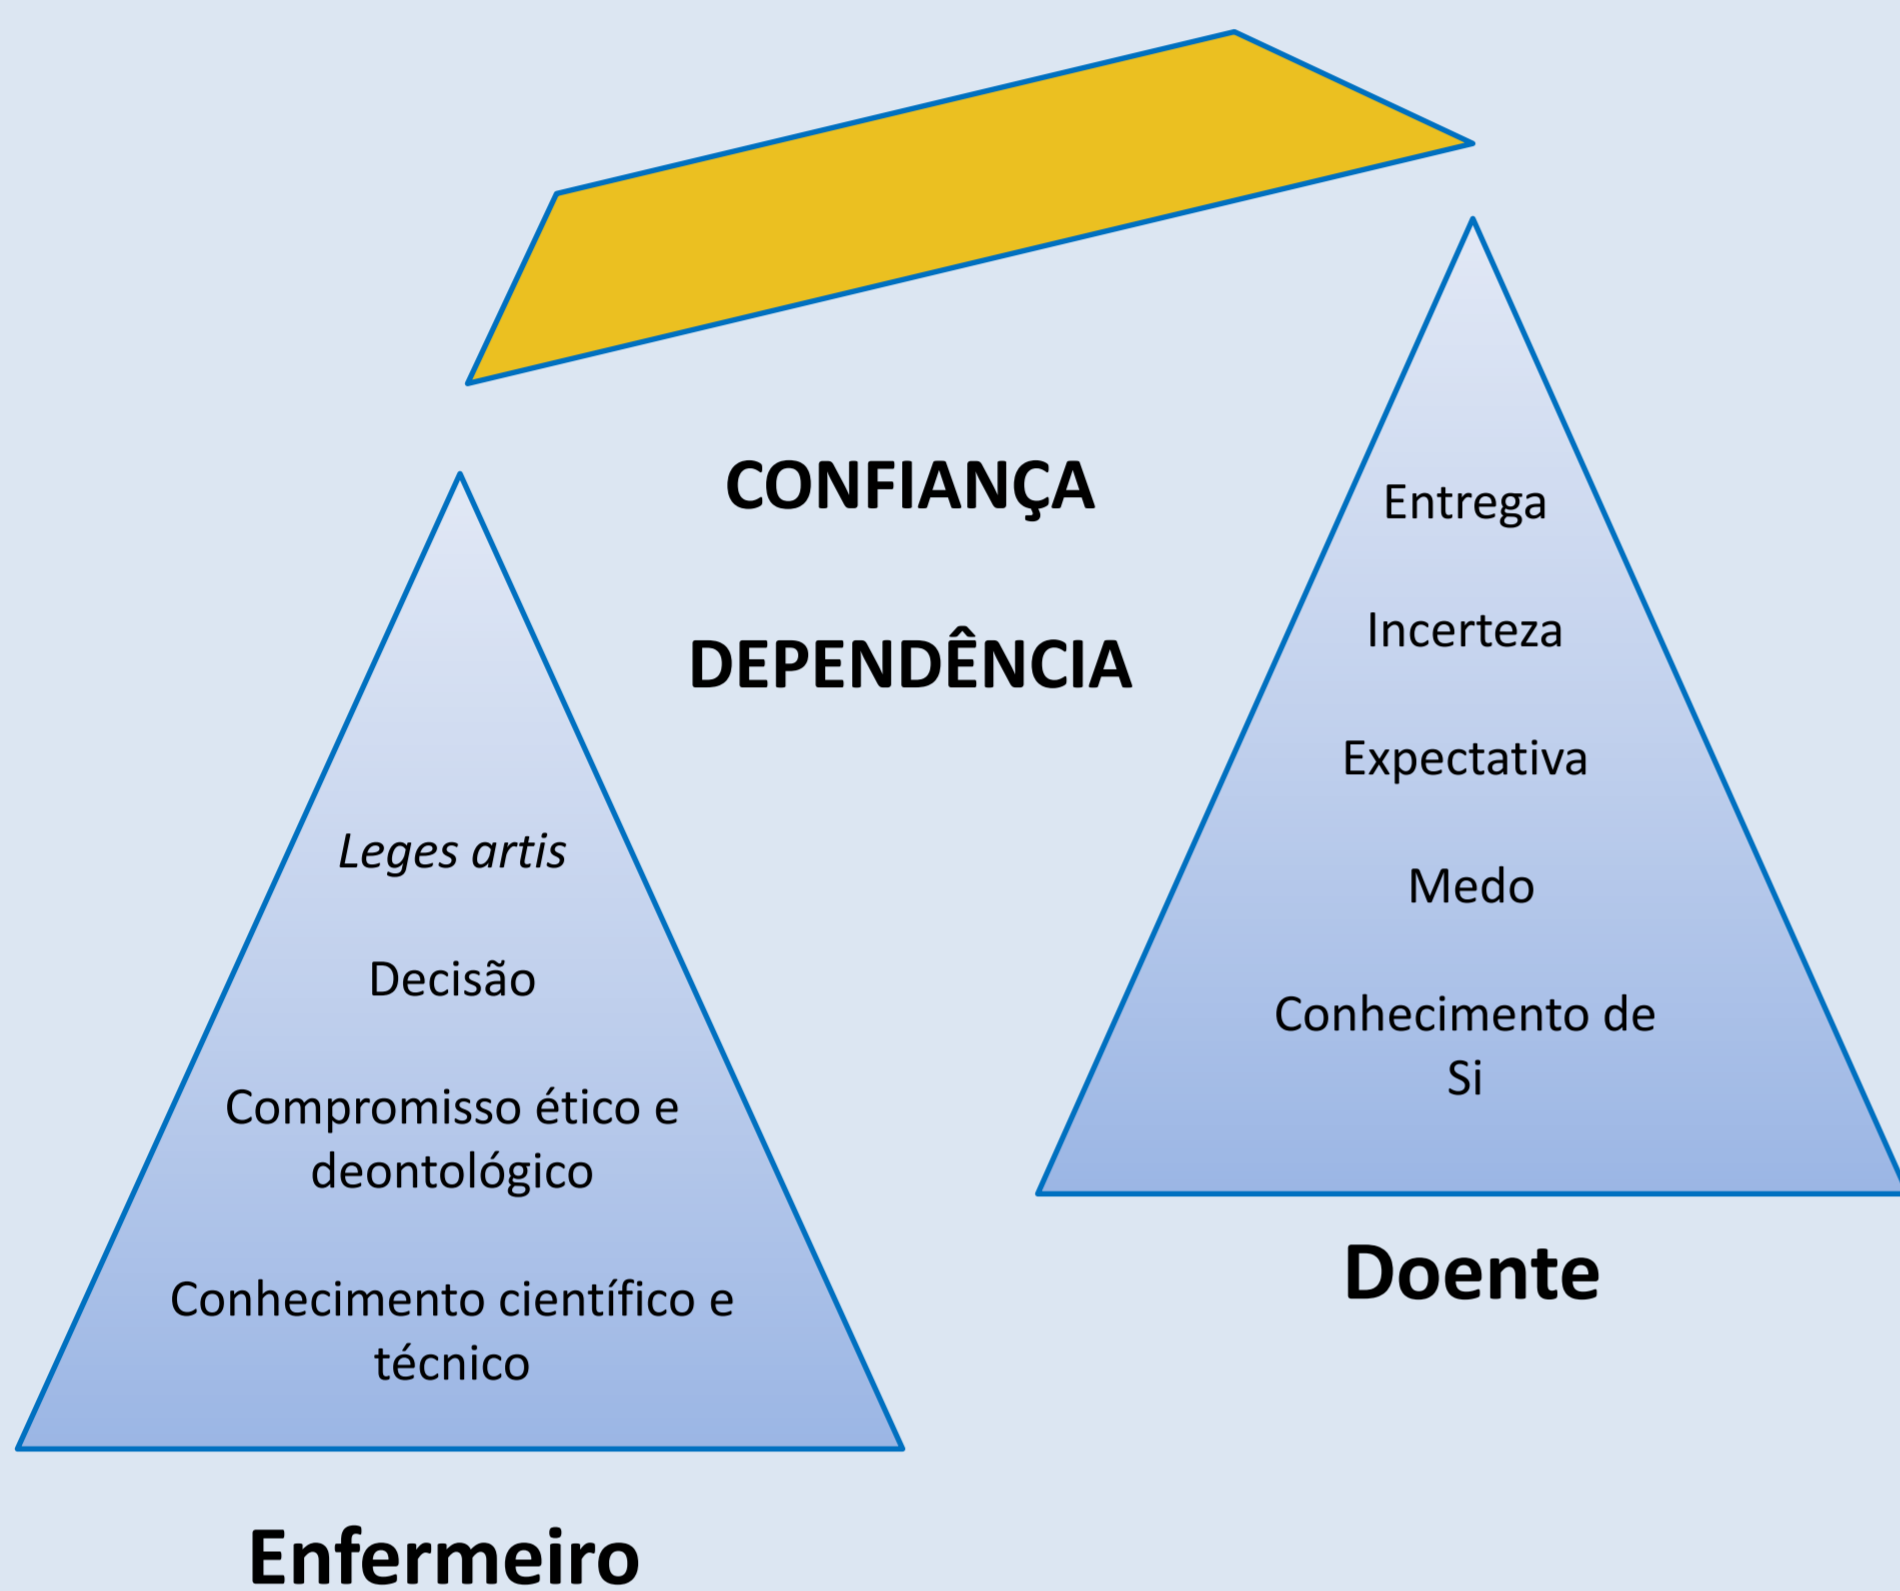 CONFIANÇA
DEPENDÊNCIA
Leges artis
Decisão
Compromisso ético e
deontológico
Conhecimento científico e
técnico
Enfermeiro
Entrega
Incerteza
Expectativa
Medo
Conhecimento de
Si
Doente